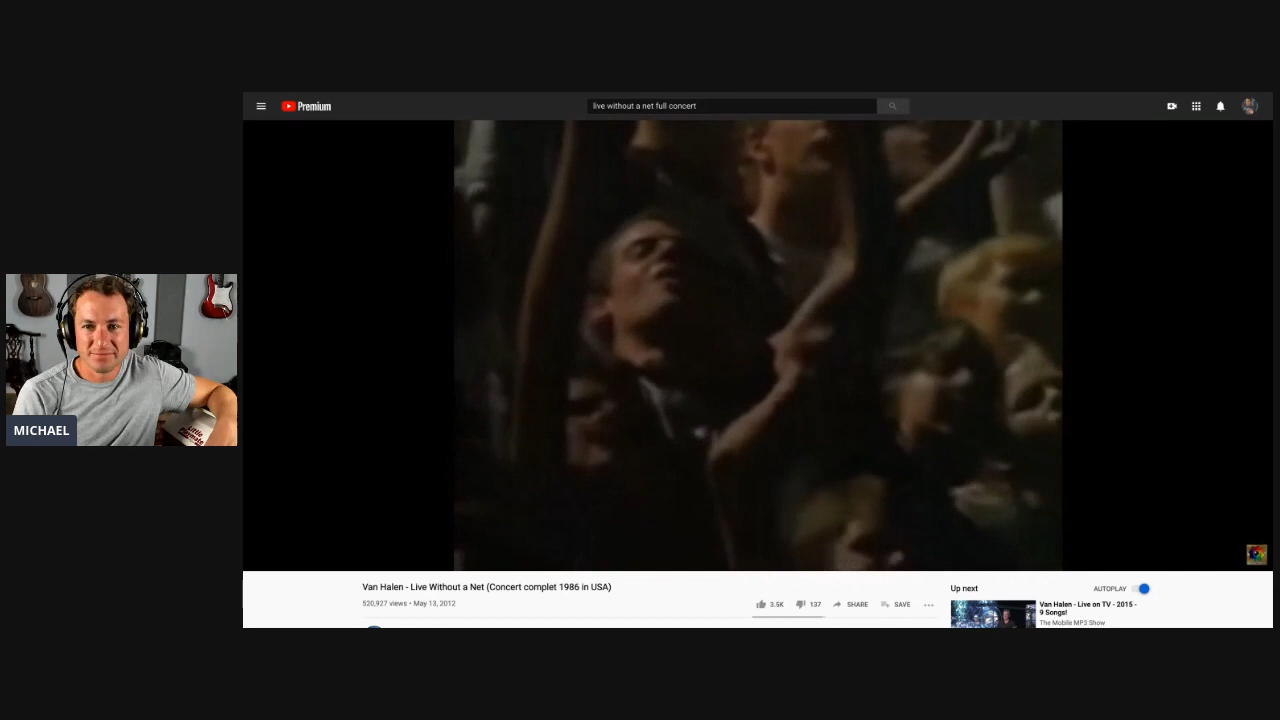 Premium
live without a net full concert
MICHAEL
Van Halen - Live Without a Net (Concert complet 1986 in USA)
520,927 views • May 13, 2012
3.5K
137
SHARE
SAVE
Up next
AUTOPLAY
Van Halen - Live on TV - 2015 -
9 Songs!
The Mobile MP3 Show